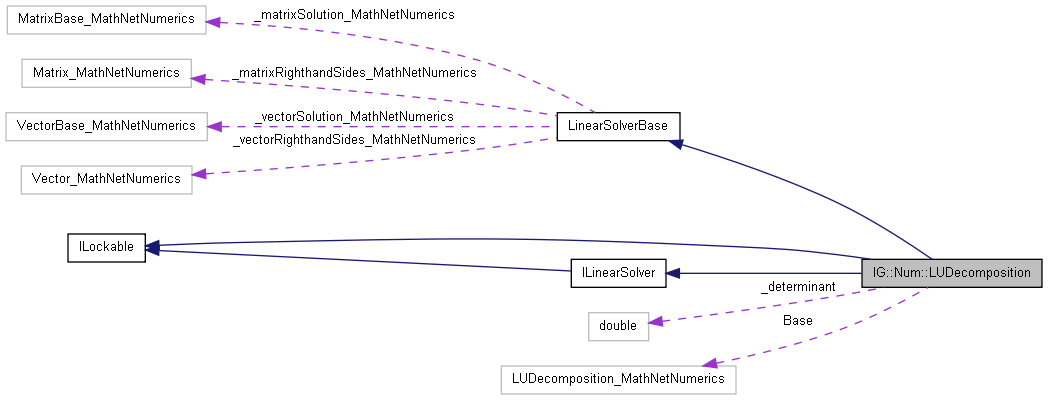 MatrixBase_MathNetNumerics
_matrixSolution_MathNetNumerics
Matrix_MathNetNumerics
_matrixRighthandSides_MathNetNumerics
VectorBase_MathNetNumerics
_vectorSolution_MathNetNumerics
LinearSolverBase
_vectorRighthandSides_MathNetNumerics
Vector_MathNetNumerics
ILockable
ILinearSolver
IG::Num::LUDecomposition
_determinant
double
Base
LUDecomposition_MathNetNumerics